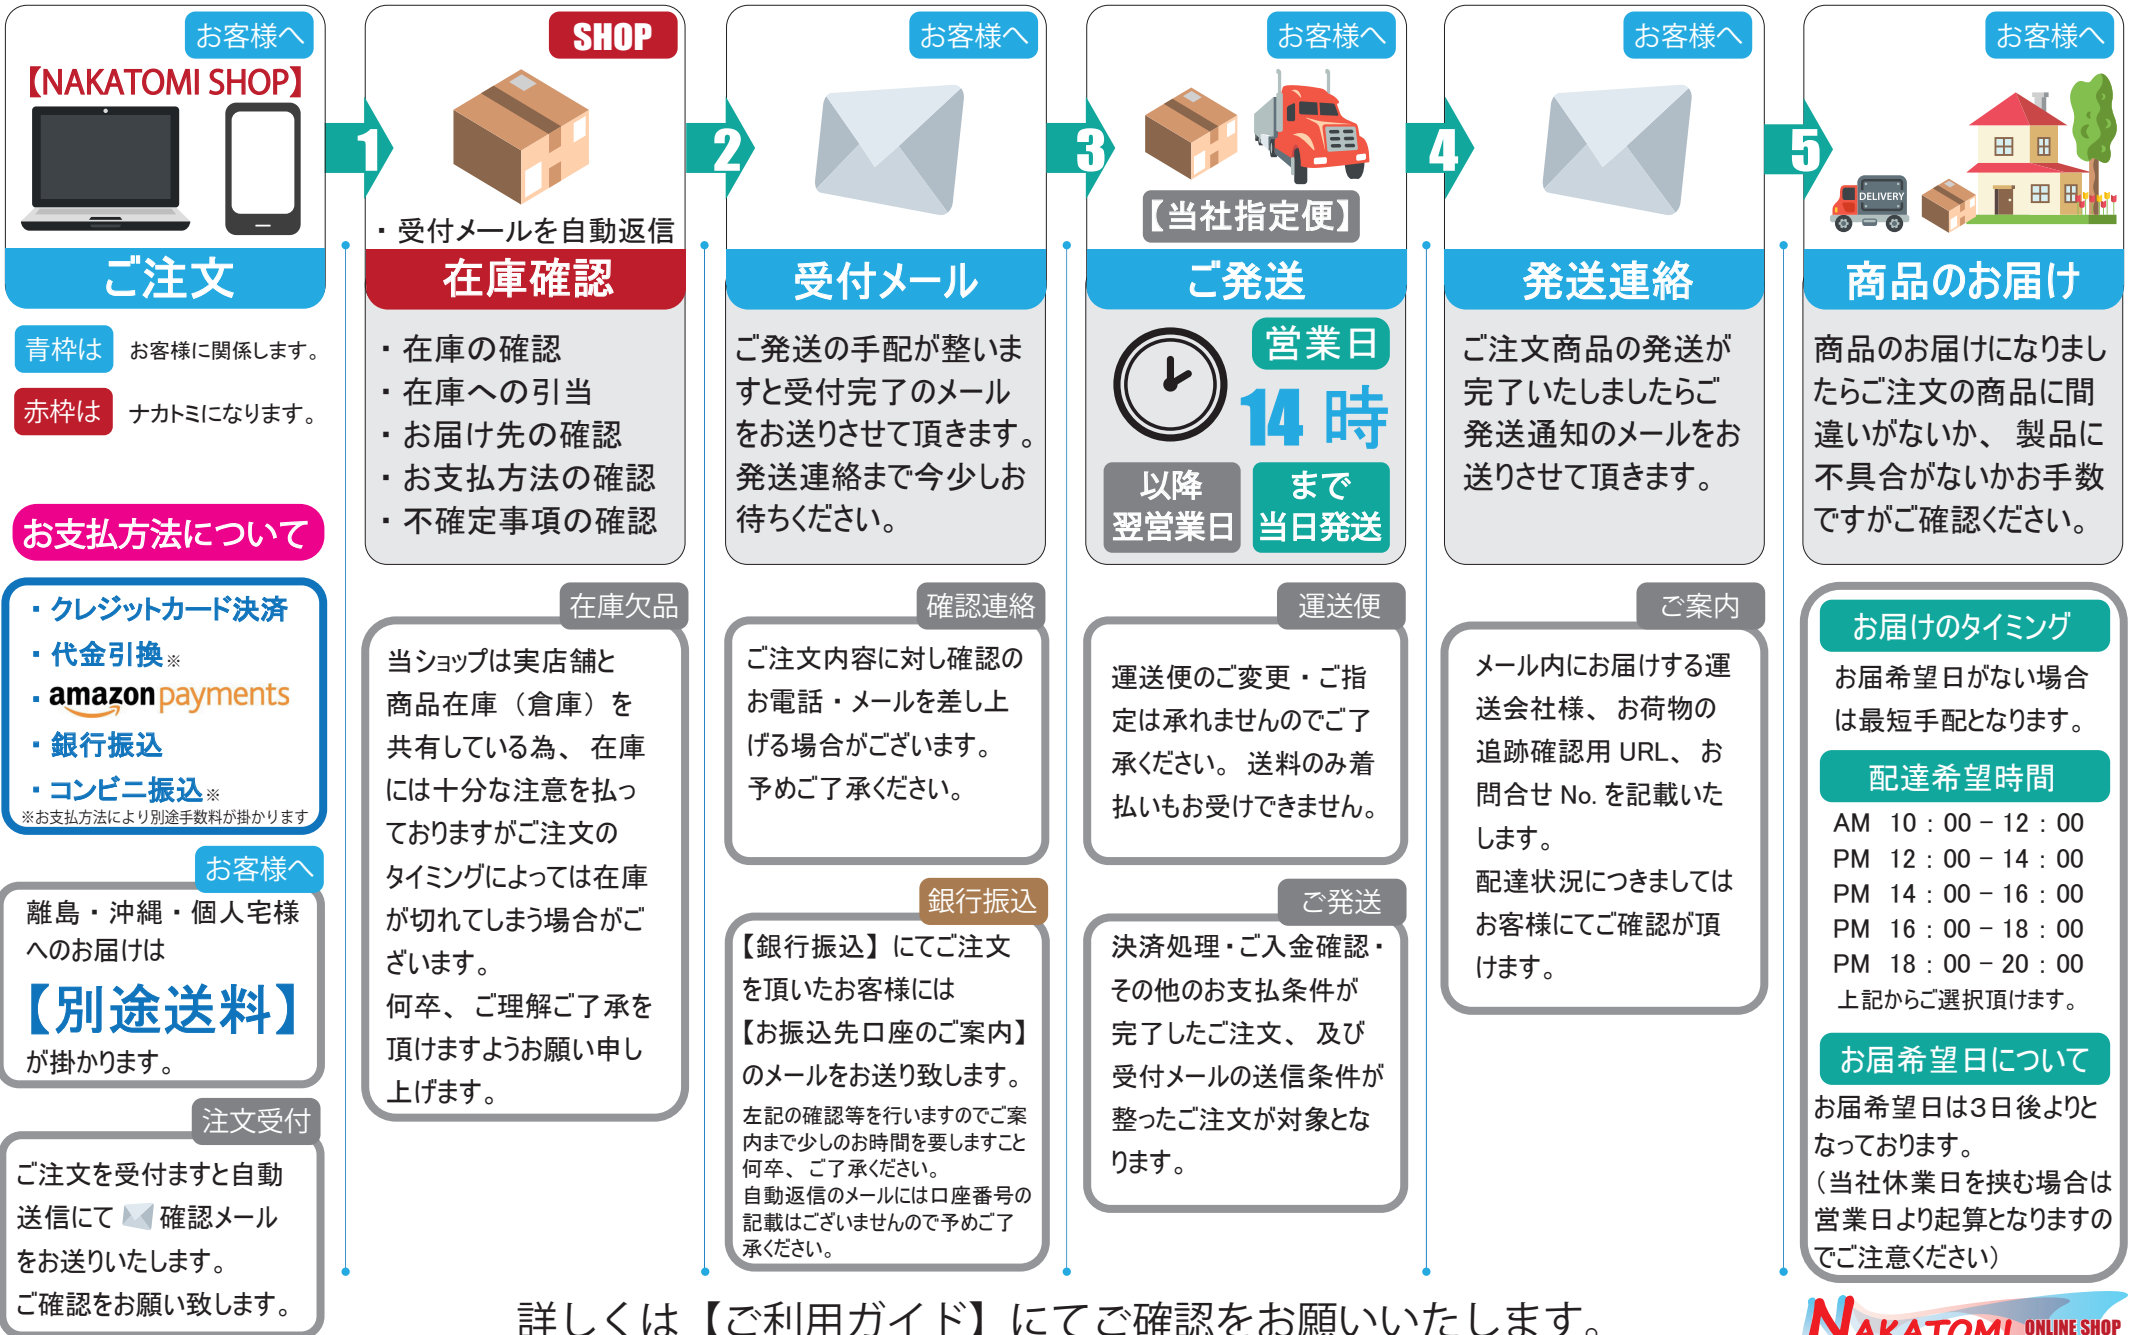 お客様へ
【NAKATOMI SHOP】
ご注文
青枠は お客様に関係します。
赤枠は ナカトミになります。
お支払方法について
・クレジットカード決済
・代金引換※
・amazon payments
・銀行振込
・コンビニ振込※
※お支払方法により別途手数料が掛かります
お客様へ
離島・沖縄・個人宅様
へのお届けは
【別途送料】
が掛かります。
注文受付
ご注文を受付ますと自動
送信にて 確認メール
をお送りいたします。
ご確認をお願い致します。
1
SHOP
・受付メールを自動返信
在庫確認
・在庫の確認
・在庫への引当
・お届け先の確認
・お支払方法の確認
・不確定事項の確認
在庫欠品
当ショップは実店舗と
商品在庫（倉庫）を
共有している為、在庫
には十分な注意を払っ
ておりますがご注文の
タイミングによっては在庫
が切れてしまう場合がご
ざいます。
何卒、ご理解ご了承を
頂けますようお願い申し
上げます。
2
お客様へ
受付メール
ご発送の手配が整いま
すと受付完了のメール
をお送りさせて頂きます。
発送連絡まで今少しお
待ちください。
確認連絡
ご注文内容に対し確認の
お電話・メールを差し上
げる場合がございます。
予めご了承ください。
銀行振込
【銀行振込】にてご注文
を頂いたお客様には
【お振込先口座のご案内】
のメールをお送り致します。
左記の確認等を行いますのでご案
内まで少しのお時間を要しますこと
何卒、ご了承ください。
自動返信のメールには口座番号の
記載はございませんので予めご了
承ください。
3
お客様へ
【当社指定便】
ご発送
営業日
14 時
以降
翌営業日
まで
当日発送
運送便
運送便のご変更・ご指
定は承れませんのでご了
承ください。送料のみ着
払いもお受けできません。
ご発送
決済処理・ご入金確認・
その他のお支払条件が
完了したご注文、及び
受付メールの送信条件が
整ったご注文が対象とな
ります。
4
お客様へ
発送連絡
ご注文商品の発送が
完了いたしましたらご
発送通知のメールをお
送りさせて頂きます。
ご案内
メール内にお届けする運
送会社様、お荷物の
追跡確認用 URL、お
問合せ No. を記載いた
します。
配達状況につきましては
お客様にてご確認が頂
けます。
5
お客様へ
DELIVERY
商品のお届け
商品のお届けになりまし
たらご注文の商品に間
違いがないか、製品に
不具合がないかお手数
ですがご確認ください。
お届けのタイミング
お届希望日がない場合
は最短手配となります。
配達希望時間
AM 10：00－12：00
PM 12：00－14：00
PM 14：00－16：00
PM 16：00－18：00
PM 18：00－20：00
上記からご選択頂けます。
お届希望日について
お届希望日は3日後よりと
なっております。
（当社休業日を挟む場合は
営業日より起算となりますの
でご注意ください）
詳しくは【ご利用ガイド】にてご確認をお願いいたします。
NAKATOMI ONLINE SHOP